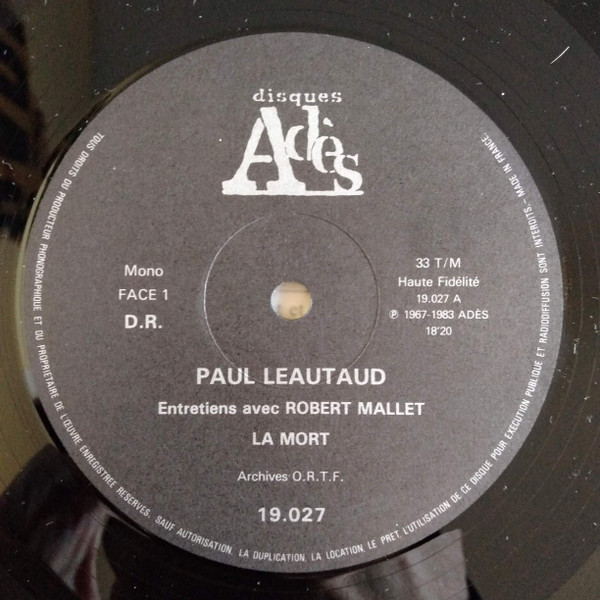 disques
Adès
Mono
FACE 1
D.R.
33 T/M
Haute Fidélité
19.027 A
℗ 1967-1983 ADÈS
18'20
PAUL LEAUTAUD
Entretiens avec ROBERT MALLET
LA MORT
Archives O.R.T.F.
19.027
TOUS DROITS DU PRODUCTEUR PHONOGRAPHIQUE ET DU PROPRIETAIRE DE L'ŒUVRE ENREGISTREE RESERVES. SAUF AUTORISATION, LA DUPLICATION, LA LOCATION, LE PRET, L'UTILISATION DE CE DISQUE POUR EXECUTION PUBLIQUE ET RADIODIFFUSION SONT INTERDITS. - MADE IN FRANCE.